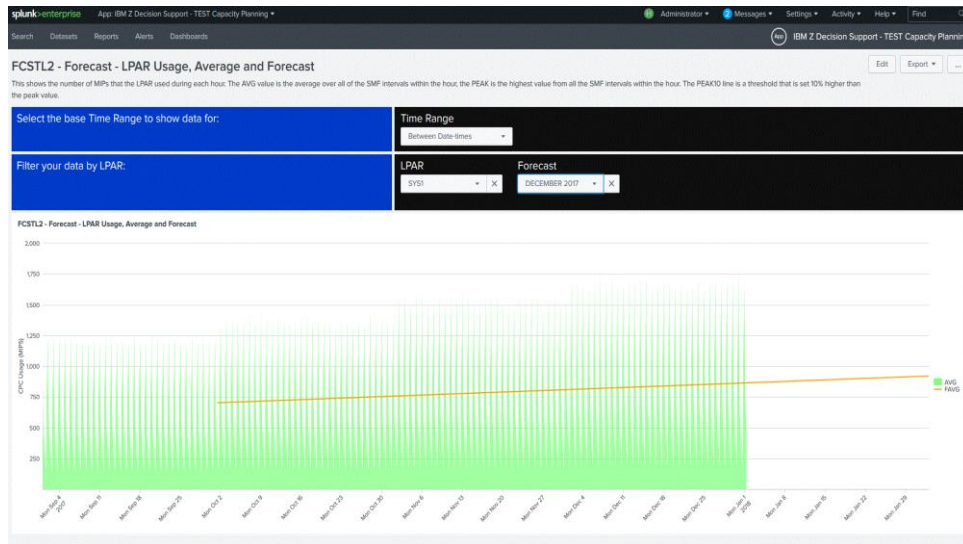 splunk>enterprise App: IBM Z Decision Support - TEST Capacity Planning Administrator Messages Settings Activity Help Find
Search Datasets Reports Alerts Dashboards IBM Z Decision Support - TEST Capacity Plannin
FCSTL2 - Forecast - LPAR Usage, Average and Forecast Edit Export ...
This shows the number of MIPs that the LPAR used during each hour. The AVG value is the average over all of the SMF intervals within the hour, the PEAK is the highest value from all the SMF intervals within the hour. The PEAK10 line is a threshold that is set 10% higher than
the peak value.
Select the base Time Range to show data for:
Time Range
Between Date-times
Filter your data by LPAR:
LPAR Forecast
SYS1 DECEMBER 2017
FCSTL2 - Forecast - LPAR Usage, Average and Forecast
2,000
1,750
1,500
1,250
1,000
750
500
250
CPC Usage (MIPS)
AVG
FAVG
Mon Sep 4 2017
Mon Sep 11
Mon Sep 18
Mon Sep 25
Mon Oct 2
Mon Oct 9
Mon Oct 16
Mon Oct 23
Mon Oct 30
Mon Nov 6
Mon Nov 13
Mon Nov 20
Mon Nov 27
Mon Dec 4
Mon Dec 11
Mon Dec 18
Mon Dec 25
Mon Jan 1 2018
Mon Jan 8
Mon Jan 15
Mon Jan 22
Mon Jan 29